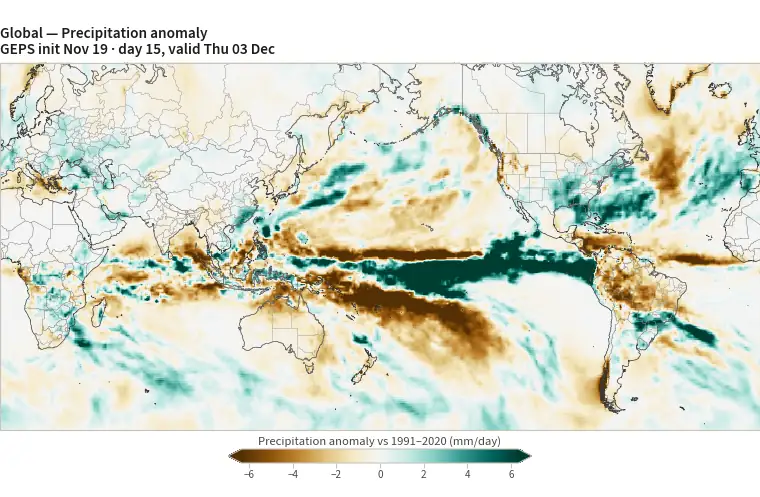 Global — Precipitation anomaly
GEPS init Nov 19 · day 15, valid Thu 03 Dec
Precipitation anomaly vs 1991–2020 (mm/day)
−6 −4 −2 0 2 4 6